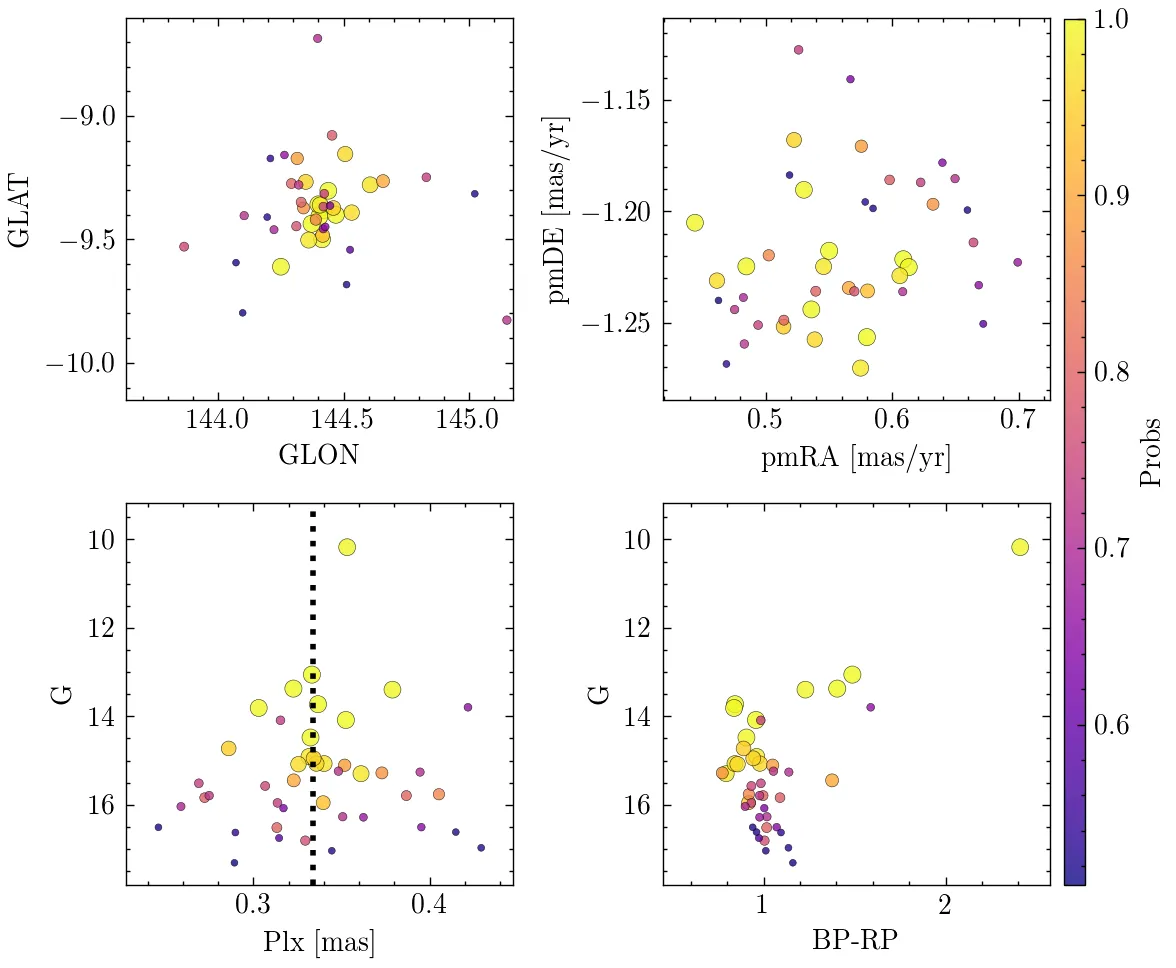 −9.0
−9.5
−10.0
GLAT
144.0 144.5 145.0
GLON
−1.15
−1.20
−1.25
pmDE [mas/yr]
0.5 0.6 0.7
pmRA [mas/yr]
1.0
0.9
0.8
0.7
0.6
Probs
10
12
14
16
G
0.3 0.4
Plx [mas]
10
12
14
16
G
1 2
BP-RP